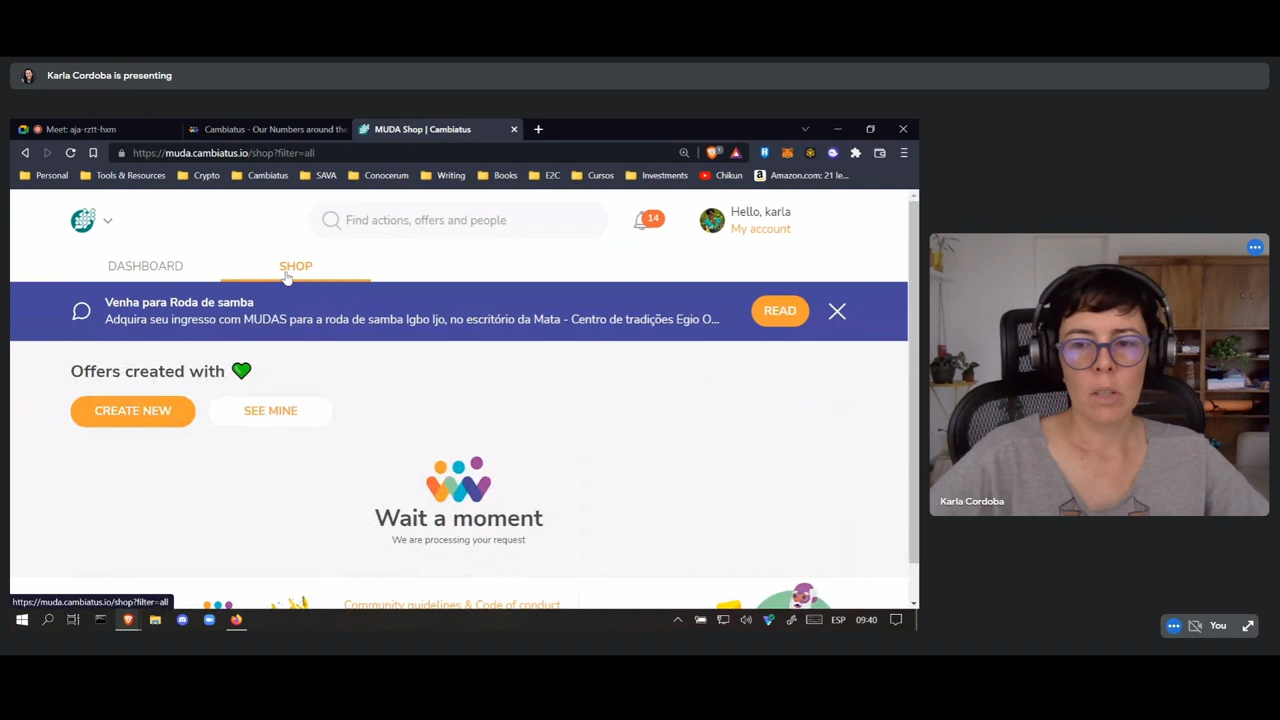 Karla Cordoba is presenting
Meet: aja-rztt-hxm
Cambiatus - Our Numbers around the
MUDA Shop | Cambiatus
https://muda.cambiatus.io/shop?filter=all
Personal
Tools & Resources
Crypto
Cambiatus
SAVA
Conocerum
Writing
Books
E2C
Cursos
Investments
Chikun
Amazon.com: 21 le...
Find actions, offers and people
14
Hello, karla
My account
DASHBOARD
SHOP
Venha para Roda de samba
Adquira seu ingresso com MUDAS para a roda de samba Igbo Ijo, no escritório da Mata - Centro de tradições Egio O...
READ
Offers created with
CREATE NEW
SEE MINE
Wait a moment
We are processing your request
Karla Cordoba
https://muda.cambiatus.io/shop?filter=all
Community guidelines & Code of conduct
ESP
09:40
You